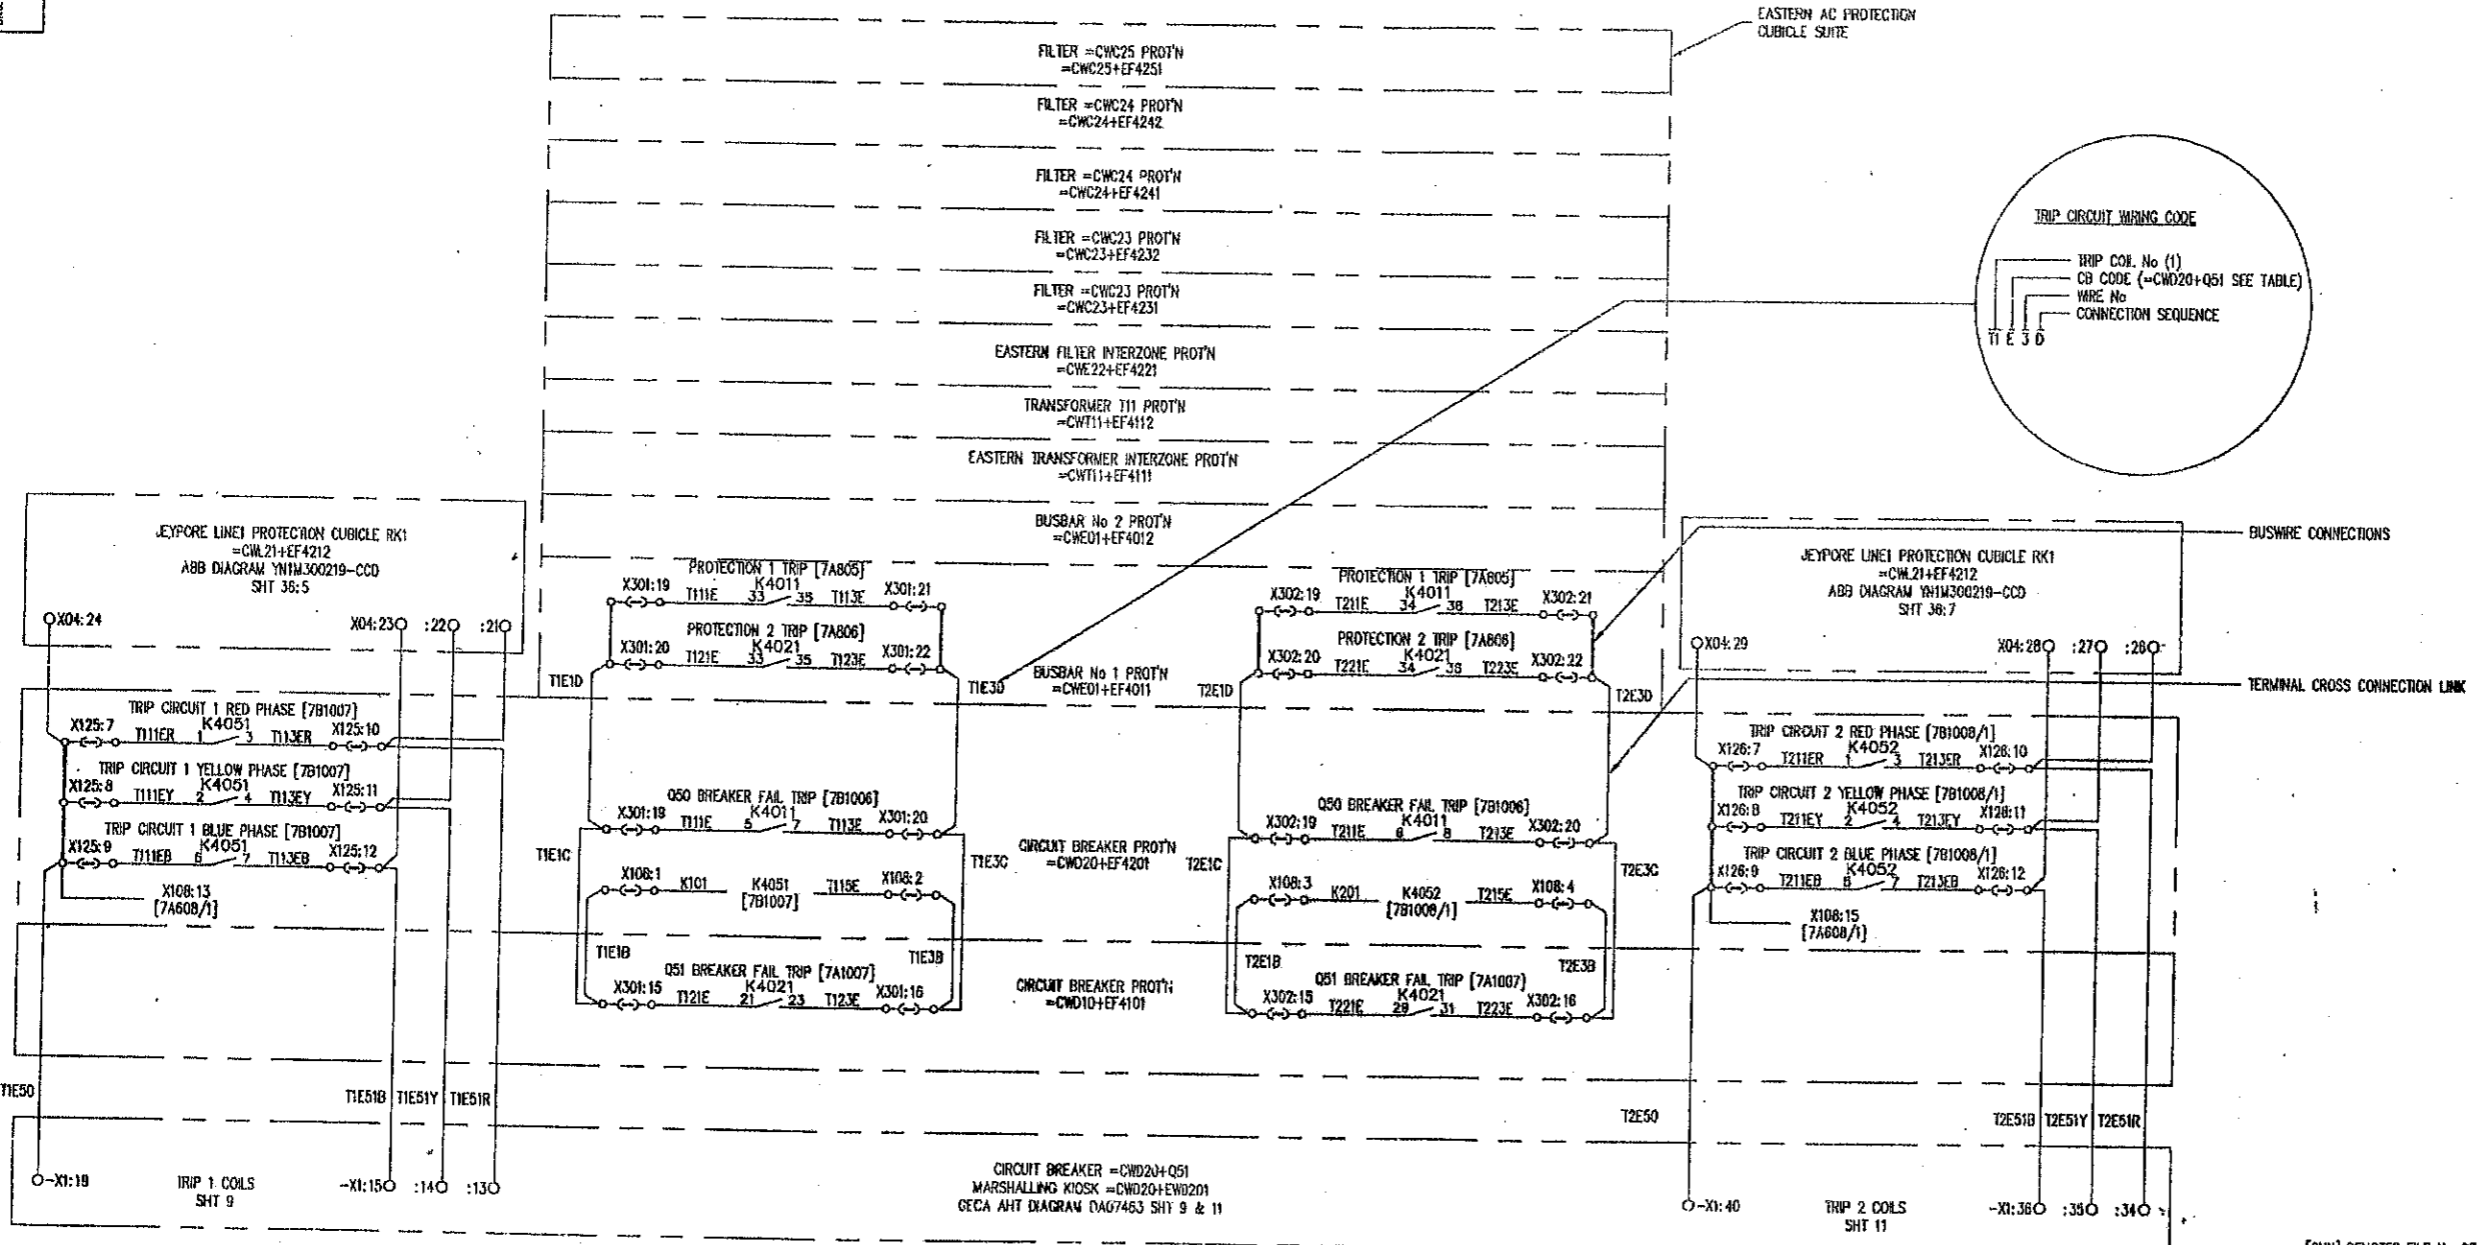 EASTERN AC PROTECTION
CUBICLE SUITE
FILTER =CWC25 PROT'N
=CWC25+EF4251
FILTER =CWC24 PROT'N
=CWC24+EF4242
FILTER =CWC24 PROT'N
=CWC24+EF4241
FILTER =CWC23 PROT'N
=CWC23+EF4232
FILTER =CWC23 PROT'N
=CWC23+EF4231
EASTERN FILTER INTERZONE PROT'N
=CWE22+EF4221
TRANSFORMER T11 PROT'N
=CWT11+EF4112
EASTERN TRANSFORMER INTERZONE PROT'N
=CWT11+EF4111
BUSBAR No 2 PROT'N
=CWE01+EF4012
TRIP CIRCUIT WIRING CODE
TRIP COIL No (1)
CB CODE (=CWD20+Q51 SEE TABLE)
WIRE No
CONNECTION SEQUENCE
T1 E 3 D
JEYPORE LINE1 PROTECTION CUBICLE RK1
=CWL21+EF4212
ABB DIAGRAM YN1M300219-CCD
SHT 36:5
X04:24
X04:23
:22
:21
PROTECTION 1 TRIP [7A805]
X301:19 T111E 33 K4011 35 T113E X301:21
PROTECTION 2 TRIP [7A806]
X301:20 T121E 33 K4021 35 T123E X301:22
PROTECTION 1 TRIP [7A805]
X302:19 T211E 34 K4011 36 T213E X302:21
PROTECTION 2 TRIP [7A806]
X302:20 T221E 34 K4021 36 T223E X302:22
JEYPORE LINE1 PROTECTION CUBICLE RK1
=CWL21+EF4212
ABB DIAGRAM YN1M300219-CCD
SHT 36:7
X04:29
X04:28
:27
:26
BUSWIRE CONNECTIONS
TERMINAL CROSS CONNECTION LINK
T1E1D
T1E3D
BUSBAR No 1 PROT'N
=CWE01+EF4011
T2E1D
T2E3D
TRIP CIRCUIT 1 RED PHASE [7B1007]
X125:7 T111ER 1 K4051 3 T113ER X125:10
TRIP CIRCUIT 1 YELLOW PHASE [7B1007]
X125:8 T111EY 2 K4051 4 T113EY X125:11
TRIP CIRCUIT 1 BLUE PHASE [7B1007]
X125:9 T111EB 6 K4051 7 T113EB X125:12
X108:13
[7A608/1]
Q50 BREAKER FAIL TRIP [7B1006]
X301:19 T111E 5 K4011 7 T113E X301:20
T1E1C
T1E3C
X108:1 K101 K4051 T115E X108:2
[7B1007]
T1E1B
T1E3B
Q51 BREAKER FAIL TRIP [7A1007]
X301:15 T121E 21 K4021 23 T123E X301:16
CIRCUIT BREAKER PROT'N
=CWD20+EF4201
CIRCUIT BREAKER PROT'N
=CWD10+EF4101
Q50 BREAKER FAIL TRIP [7B1006]
X302:19 T211E 6 K4011 8 T213E X302:20
T2E1C
T2E3C
X108:3 K201 K4052 T215E X108:4
[7B1008/1]
T2E1B
T2E3B
Q51 BREAKER FAIL TRIP [7A1007]
X302:15 T221E 29 K4021 31 T223E X302:16
TRIP CIRCUIT 2 RED PHASE [7B1008/1]
X126:7 T211ER 1 K4052 3 T213ER X126:10
TRIP CIRCUIT 2 YELLOW PHASE [7B1008/1]
X126:8 T211EY 2 K4052 4 T213EY X126:11
TRIP CIRCUIT 2 BLUE PHASE [7B1008/1]
X126:9 T211EB 6 K4052 7 T213EB X126:12
X108:15
[7A608/1]
T1E50
T1E51B T1E51Y T1E51R
T2E50
T2E51B T2E51Y T2E51R
-X1:18
TRIP 1 COILS
SHT 9
-X1:15 :14 :13
CIRCUIT BREAKER =CWD20+Q51
MARSHALLING KIOSK =CWD20+EWD201
GECA AHT DIAGRAM DA07463 SHT 9 & 11
-X1:40
TRIP 2 COILS
SHT 11
-X1:36 :35 :34